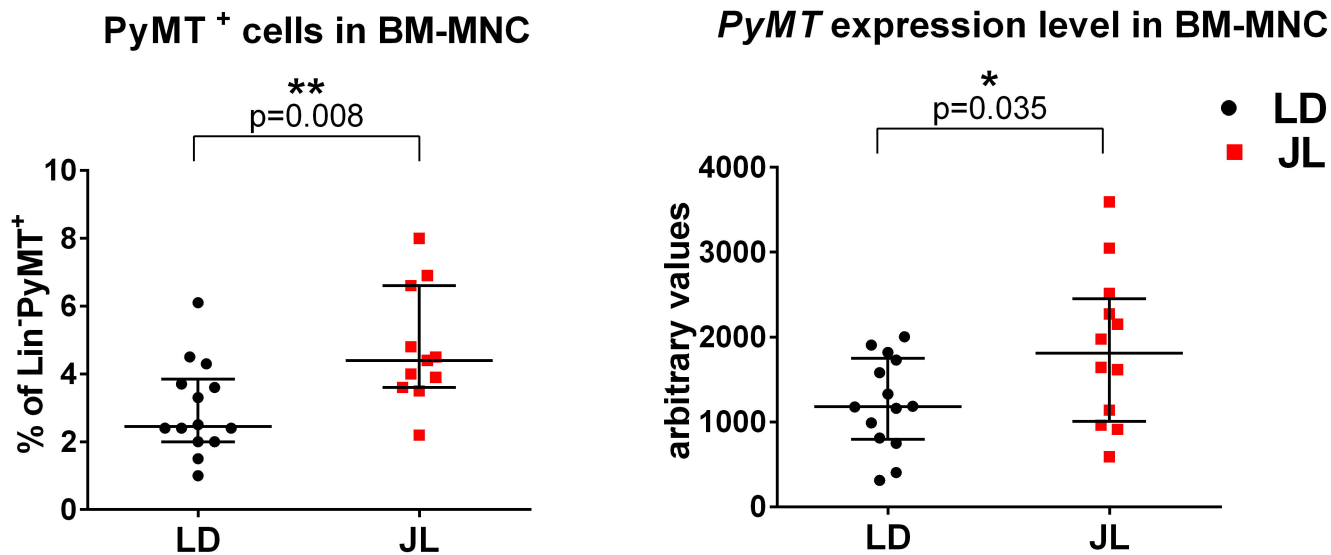 PyMT + cells in BM-MNC
**
p=0.008
% of Lin-PyMT+
10
8
6
4
2
0
LD
JL
PyMT expression level in BM-MNC
*
p=0.035
LD
JL
arbitrary values
4000
3000
2000
1000
0
LD
JL